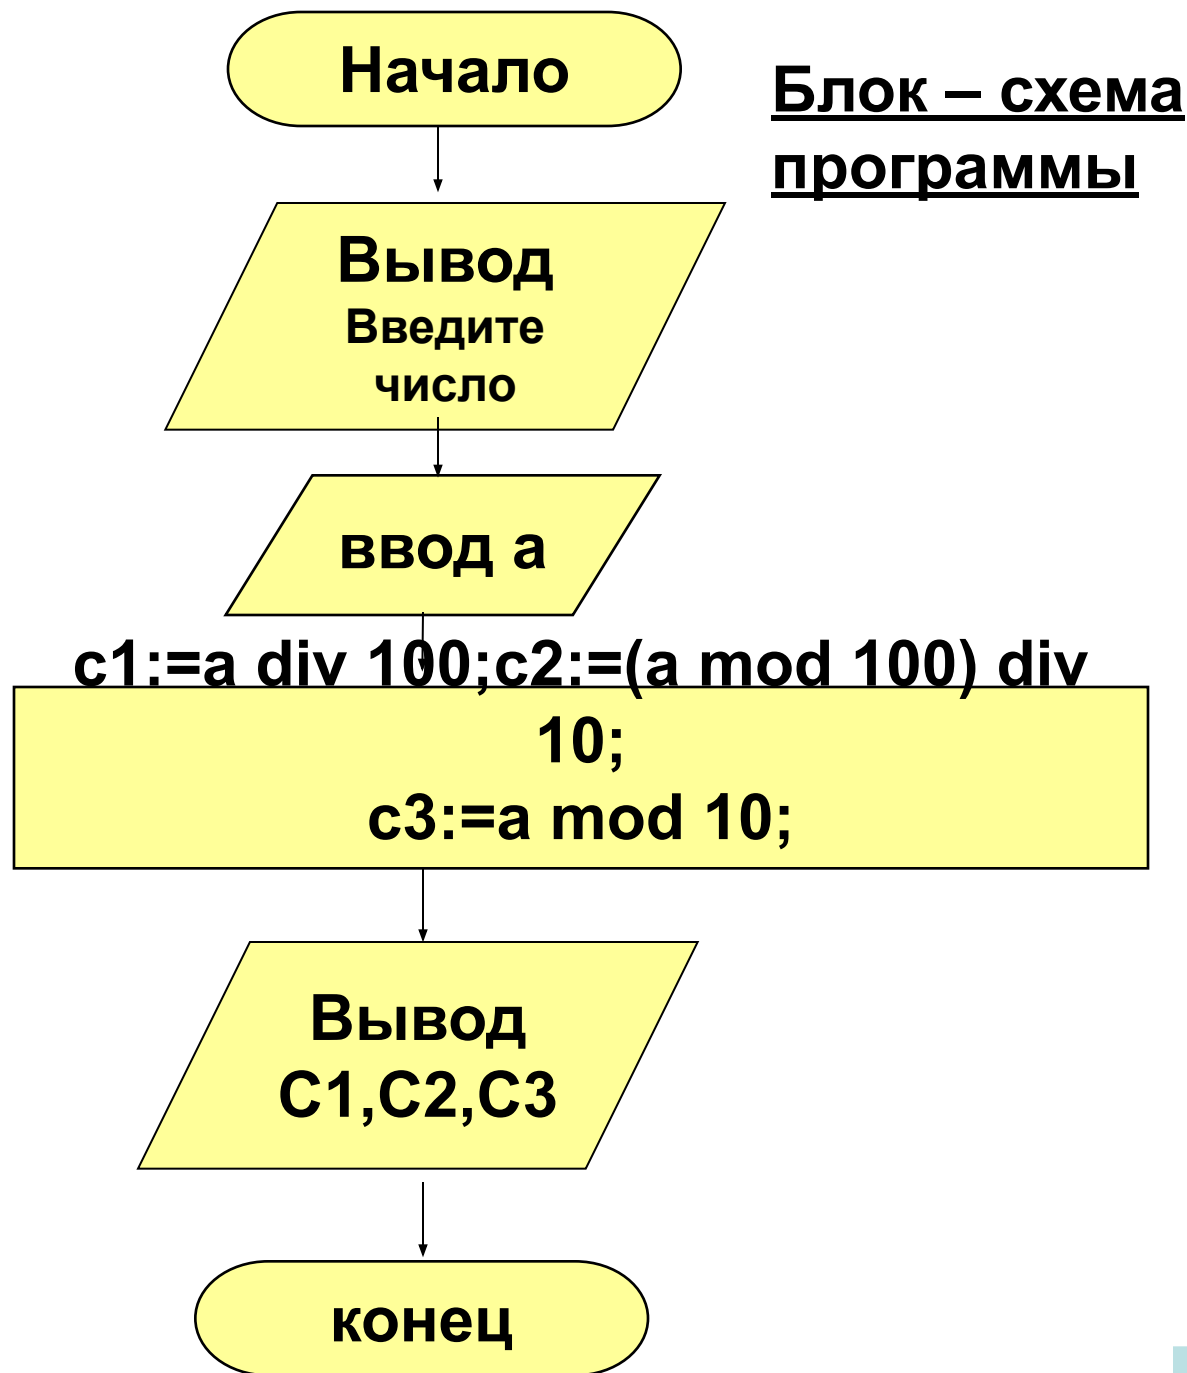 Начало
Блок – схема
программы
Вывод
Введите
число
ввод a
c1:=a div 100;c2:=(a mod 100) div
10;
c3:=a mod 10;
Вывод
C1,C2,C3
конец